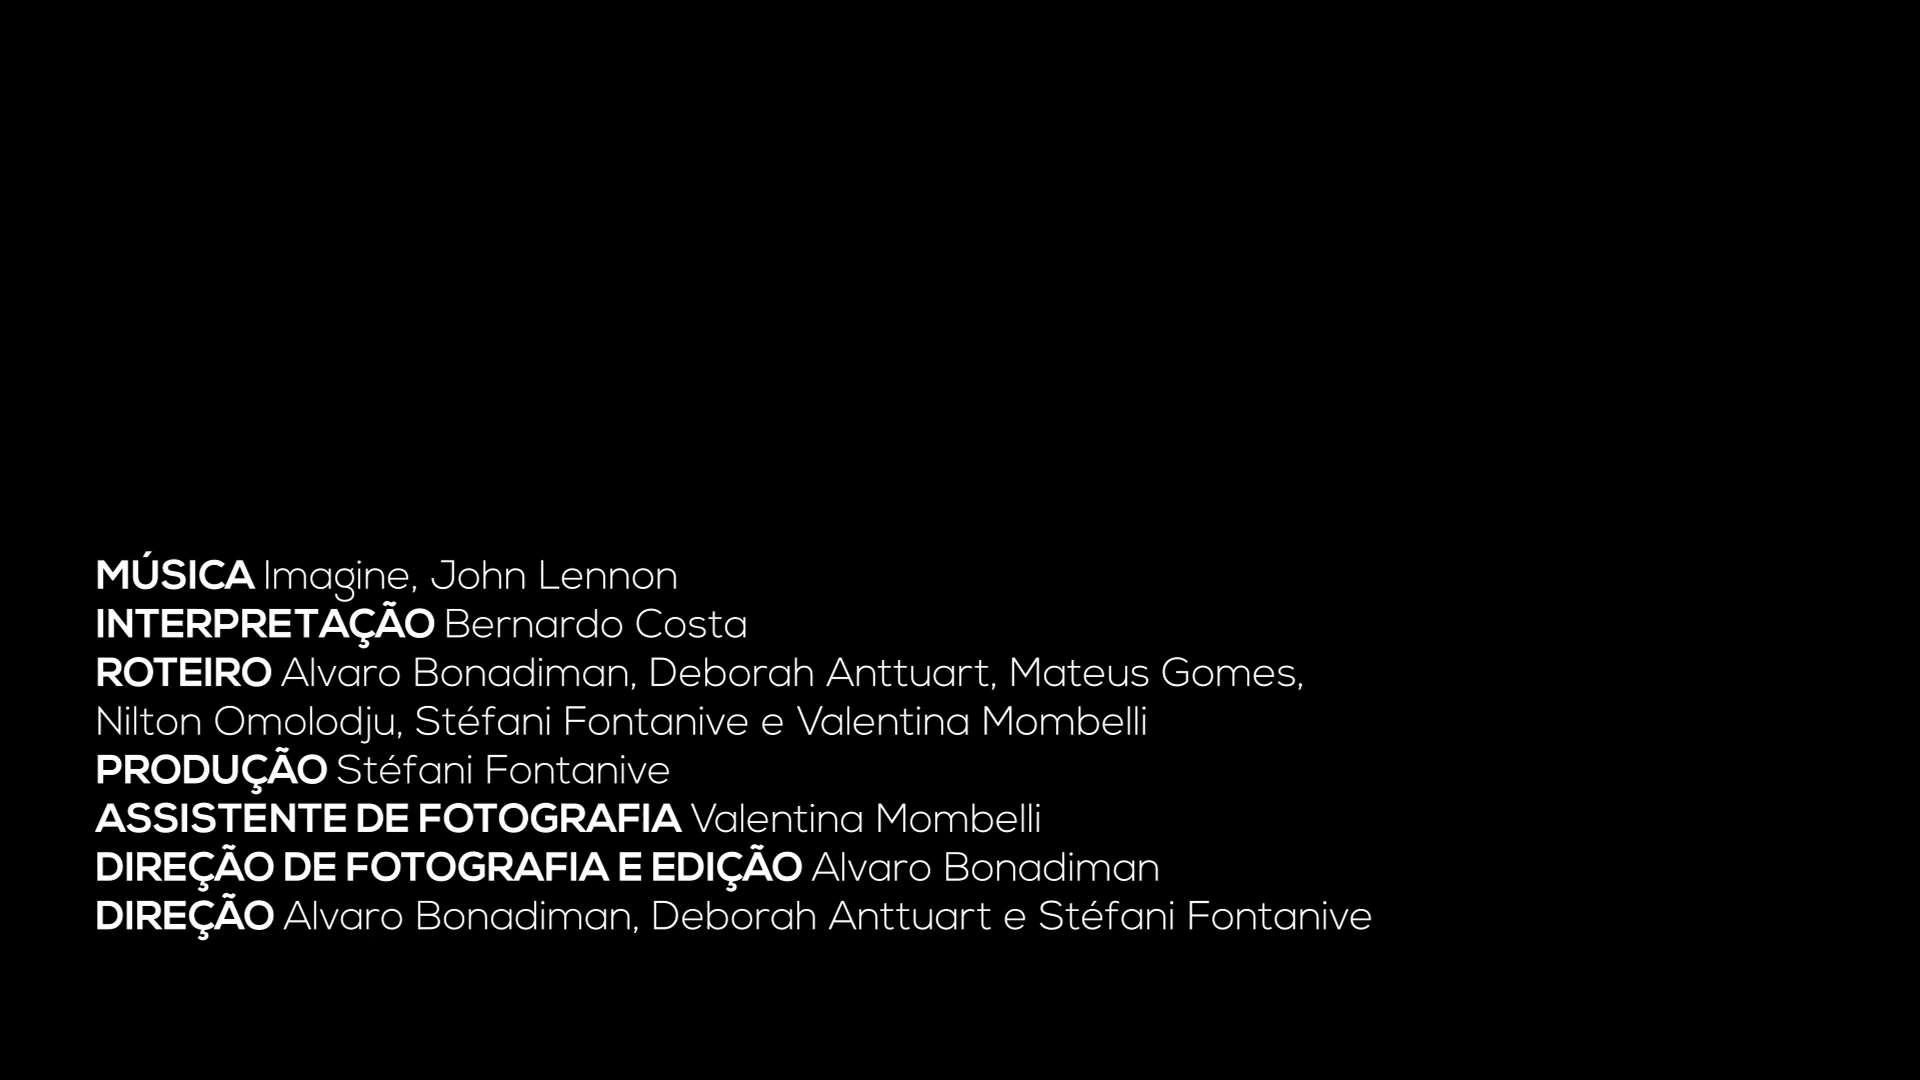 MÚSICA Imagine, John Lennon
INTERPRETAÇÃO Bernardo Costa
ROTEIRO Alvaro Bonadiman, Deborah Anttuart, Mateus Gomes,
Nilton Omolodju, Stéfani Fontanive e Valentina Mombelli
PRODUÇÃO Stéfani Fontanive
ASSISTENTE DE FOTOGRAFIA Valentina Mombelli
DIREÇÃO DE FOTOGRAFIA E EDIÇÃO Alvaro Bonadiman
DIREÇÃO Alvaro Bonadiman, Deborah Anttuart e Stéfani Fontanive